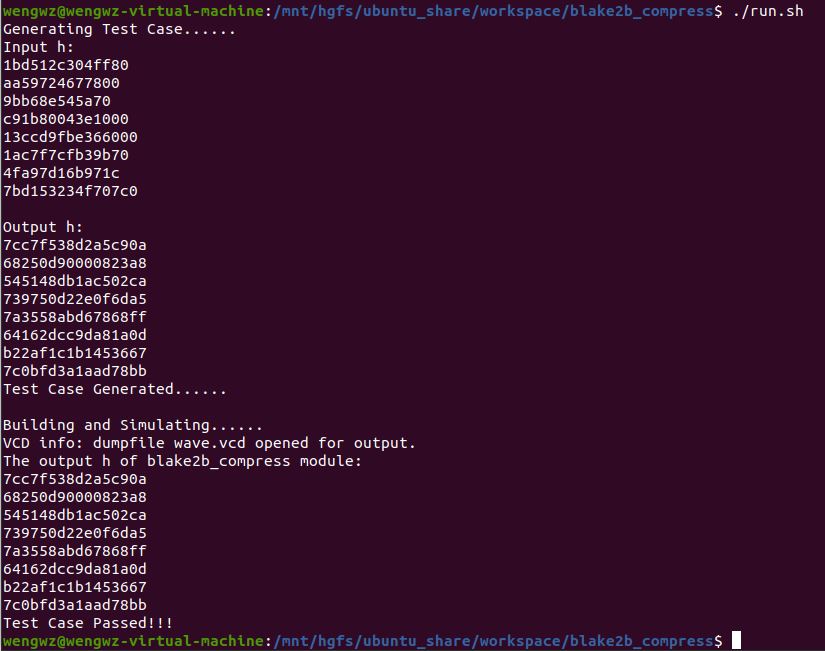 wengwz@wengwz-virtual-machine:/mnt/hgfs/ubuntu_share/workspace/blake2b_compress$ ./run.sh
Generating Test Case......
Input h:
1bd512c304ff80
aa59724677800
9bb68e545a70
c91b80043e1000
13ccd9fbe366000
1ac7f7cfb39b70
4fa97d16b971c
7bd153234f707c0

Output h:
7cc7f538d2a5c90a
68250d90000823a8
545148db1ac502ca
739750d22e0f6da5
7a3558abd67868ff
64162dcc9da81a0d
b22af1c1b1453667
7c0bfd3a1aad78bb
Test Case Generated......

Building and Simulating......
VCD info: dumpfile wave.vcd opened for output.
The output h of blake2b_compress module:
7cc7f538d2a5c90a
68250d90000823a8
545148db1ac502ca
739750d22e0f6da5
7a3558abd67868ff
64162dcc9da81a0d
b22af1c1b1453667
7c0bfd3a1aad78bb
Test Case Passed!!!
wengwz@wengwz-virtual-machine:/mnt/hgfs/ubuntu_share/workspace/blake2b_compress$